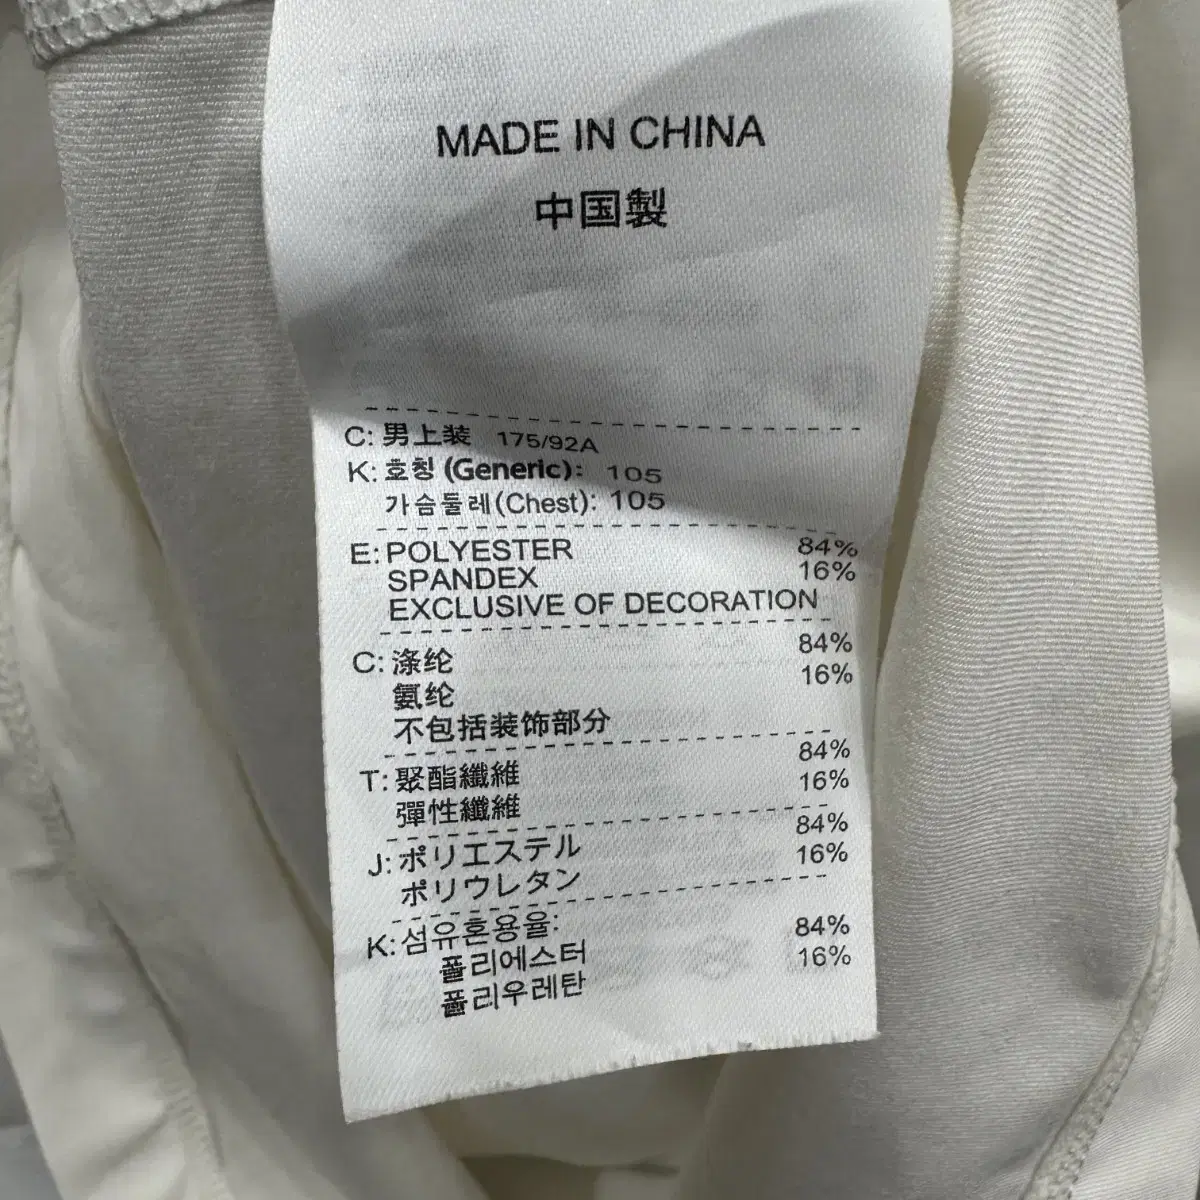 MADE IN CHINA
中国製
C: 男上装 175/92A
K: 호칭 (Generic): 105
가슴둘레(Chest): 105
E: POLYESTER 84%
SPANDEX 16%
EXCLUSIVE OF DECORATION
C: 涤纶 84%
氨纶 16%
不包括装饰部分
T: 聚酯纖維 84%
彈性纖維 16%
J: ポリエステル 84%
ポリウレタン 16%
K: 섬유혼용율:
폴리에스터 84%
폴리우레탄 16%